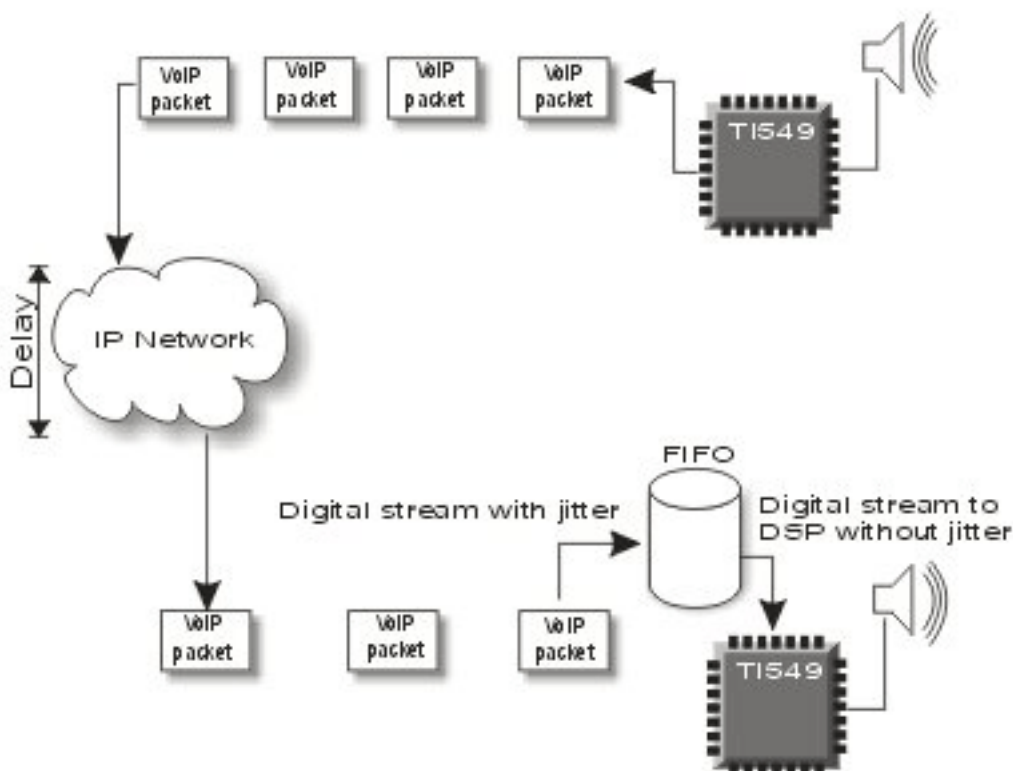 VoIP
packet
VoIP
packet
VoIP
packet
VoIP
packet
TI549
Delay
IP Network
FIFO
Digital stream with jitter
Digital stream to
DSP without jitter
VoIP
packet
VoIP
packet
VoIP
packet
TI549